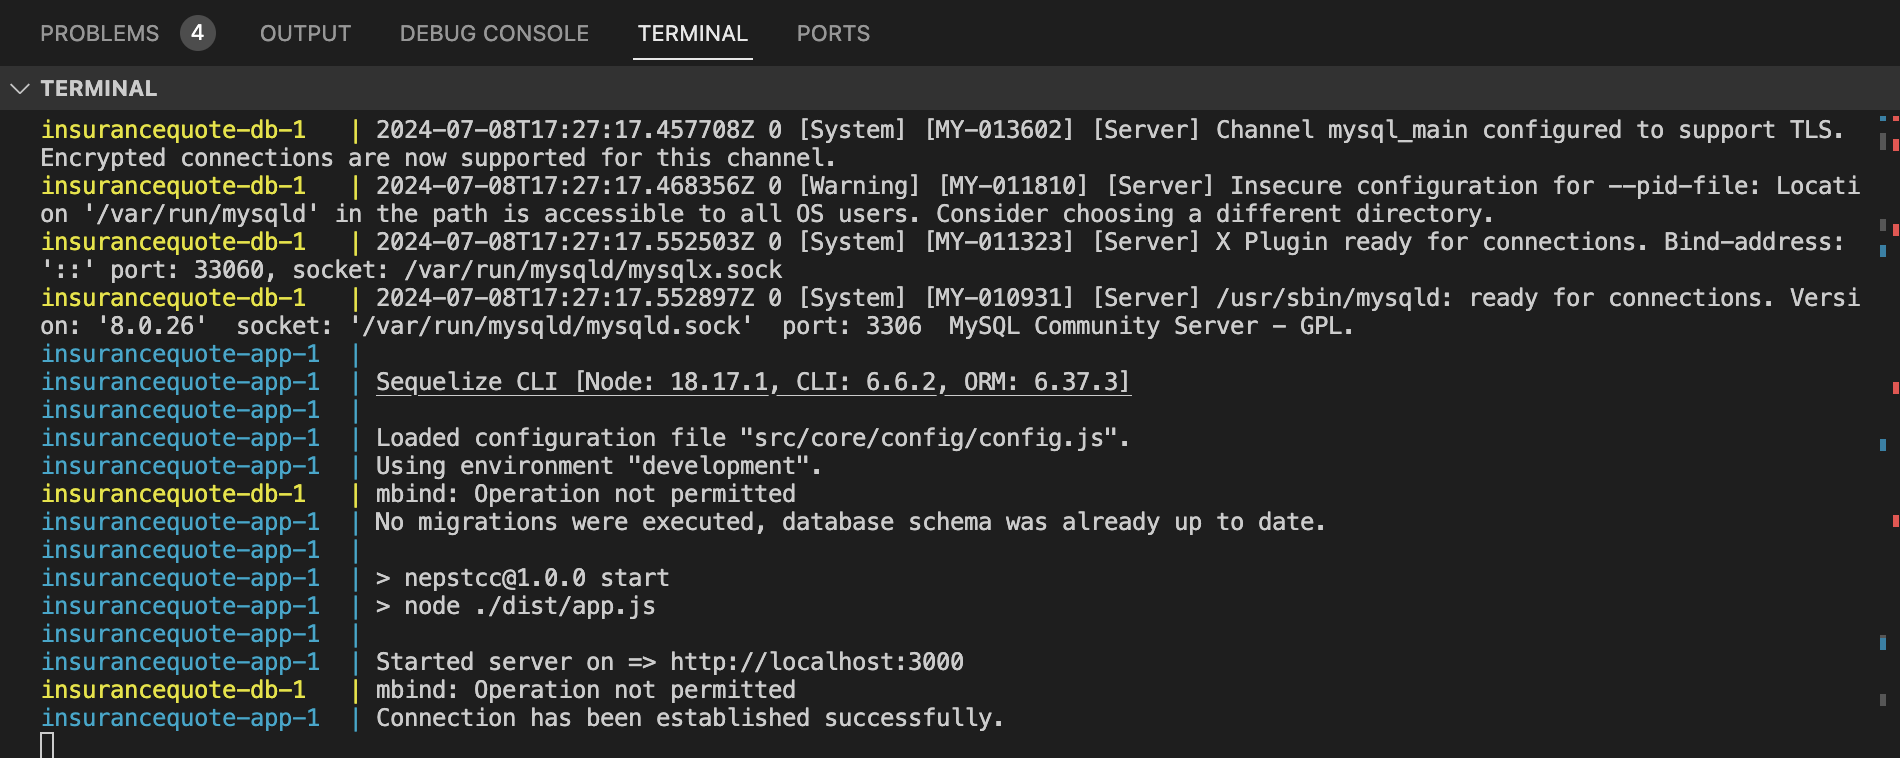 PROBLEMS 4 OUTPUT DEBUG CONSOLE TERMINAL PORTS
TERMINAL
insurancequote-db-1   | 2024-07-08T17:27:17.457708Z 0 [System] [MY-013602] [Server] Channel mysql_main configured to support TLS.
Encrypted connections are now supported for this channel.
insurancequote-db-1   | 2024-07-08T17:27:17.468356Z 0 [Warning] [MY-011810] [Server] Insecure configuration for --pid-file: Locati
on '/var/run/mysqld' in the path is accessible to all OS users. Consider choosing a different directory.
insurancequote-db-1   | 2024-07-08T17:27:17.552503Z 0 [System] [MY-011323] [Server] X Plugin ready for connections. Bind-address:
'::' port: 33060, socket: /var/run/mysqld/mysqlx.sock
insurancequote-db-1   | 2024-07-08T17:27:17.552897Z 0 [System] [MY-010931] [Server] /usr/sbin/mysqld: ready for connections. Versi
on: '8.0.26'  socket: '/var/run/mysqld/mysqld.sock'  port: 3306  MySQL Community Server - GPL.
insurancequote-app-1  |
insurancequote-app-1  | Sequelize CLI [Node: 18.17.1, CLI: 6.6.2, ORM: 6.37.3]
insurancequote-app-1  |
insurancequote-app-1  | Loaded configuration file "src/core/config/config.js".
insurancequote-app-1  | Using environment "development".
insurancequote-db-1   | mbind: Operation not permitted
insurancequote-app-1  | No migrations were executed, database schema was already up to date.
insurancequote-app-1  |
insurancequote-app-1  | > nepstcc@1.0.0 start
insurancequote-app-1  | > node ./dist/app.js
insurancequote-app-1  |
insurancequote-app-1  | Started server on => http://localhost:3000
insurancequote-db-1   | mbind: Operation not permitted
insurancequote-app-1  | Connection has been established successfully.